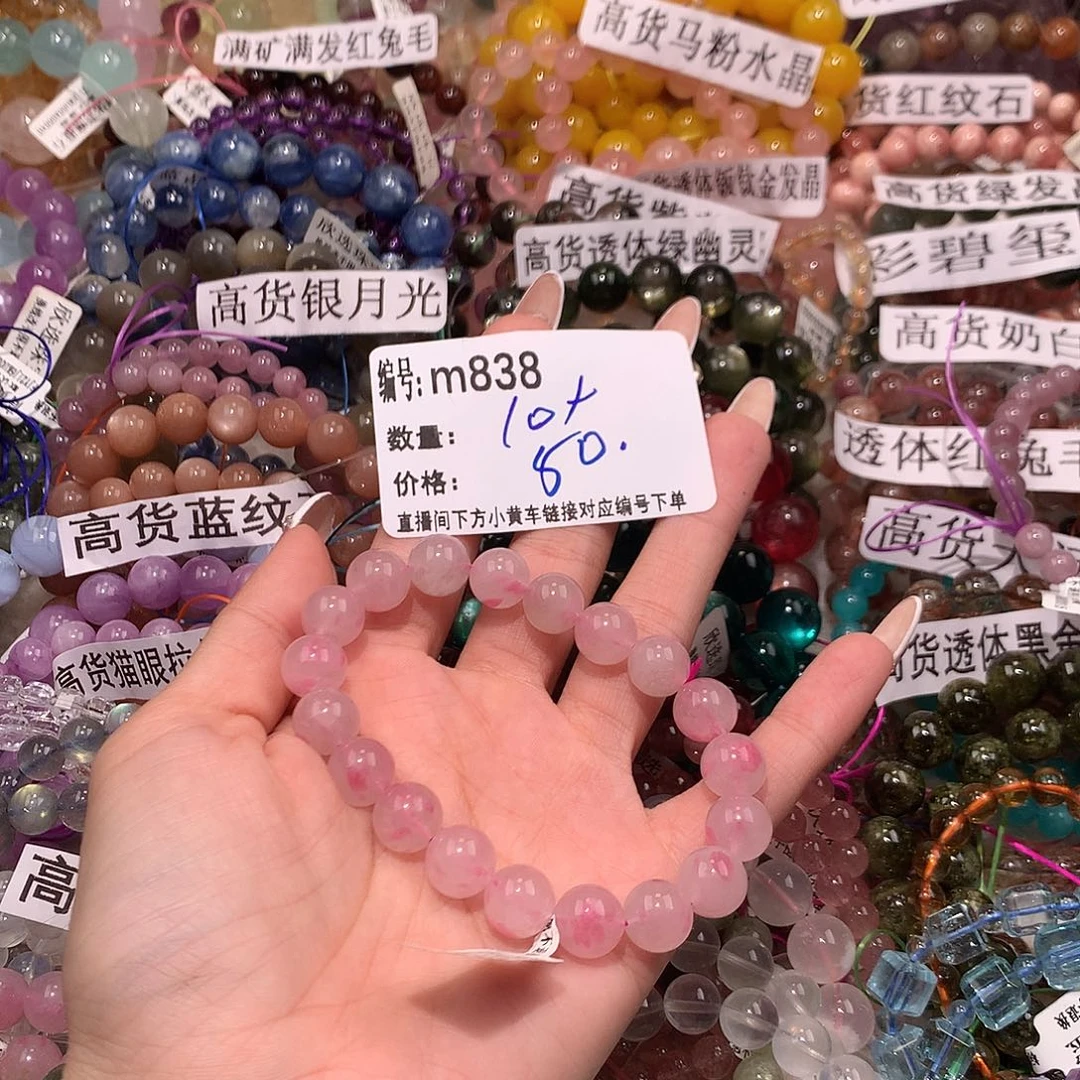 满矿满发红兔毛
高货马粉水晶
货红纹石
高货绿发
高货透体绿幽灵
彩碧玺
高货银月光
高货奶白
编号: m838
数量: 10+
价格: 80.
直播间下方小黄车链接对应编号下单
透体红兔毛
高货蓝纹
高货
高货猫眼拉
货透体黑金
高